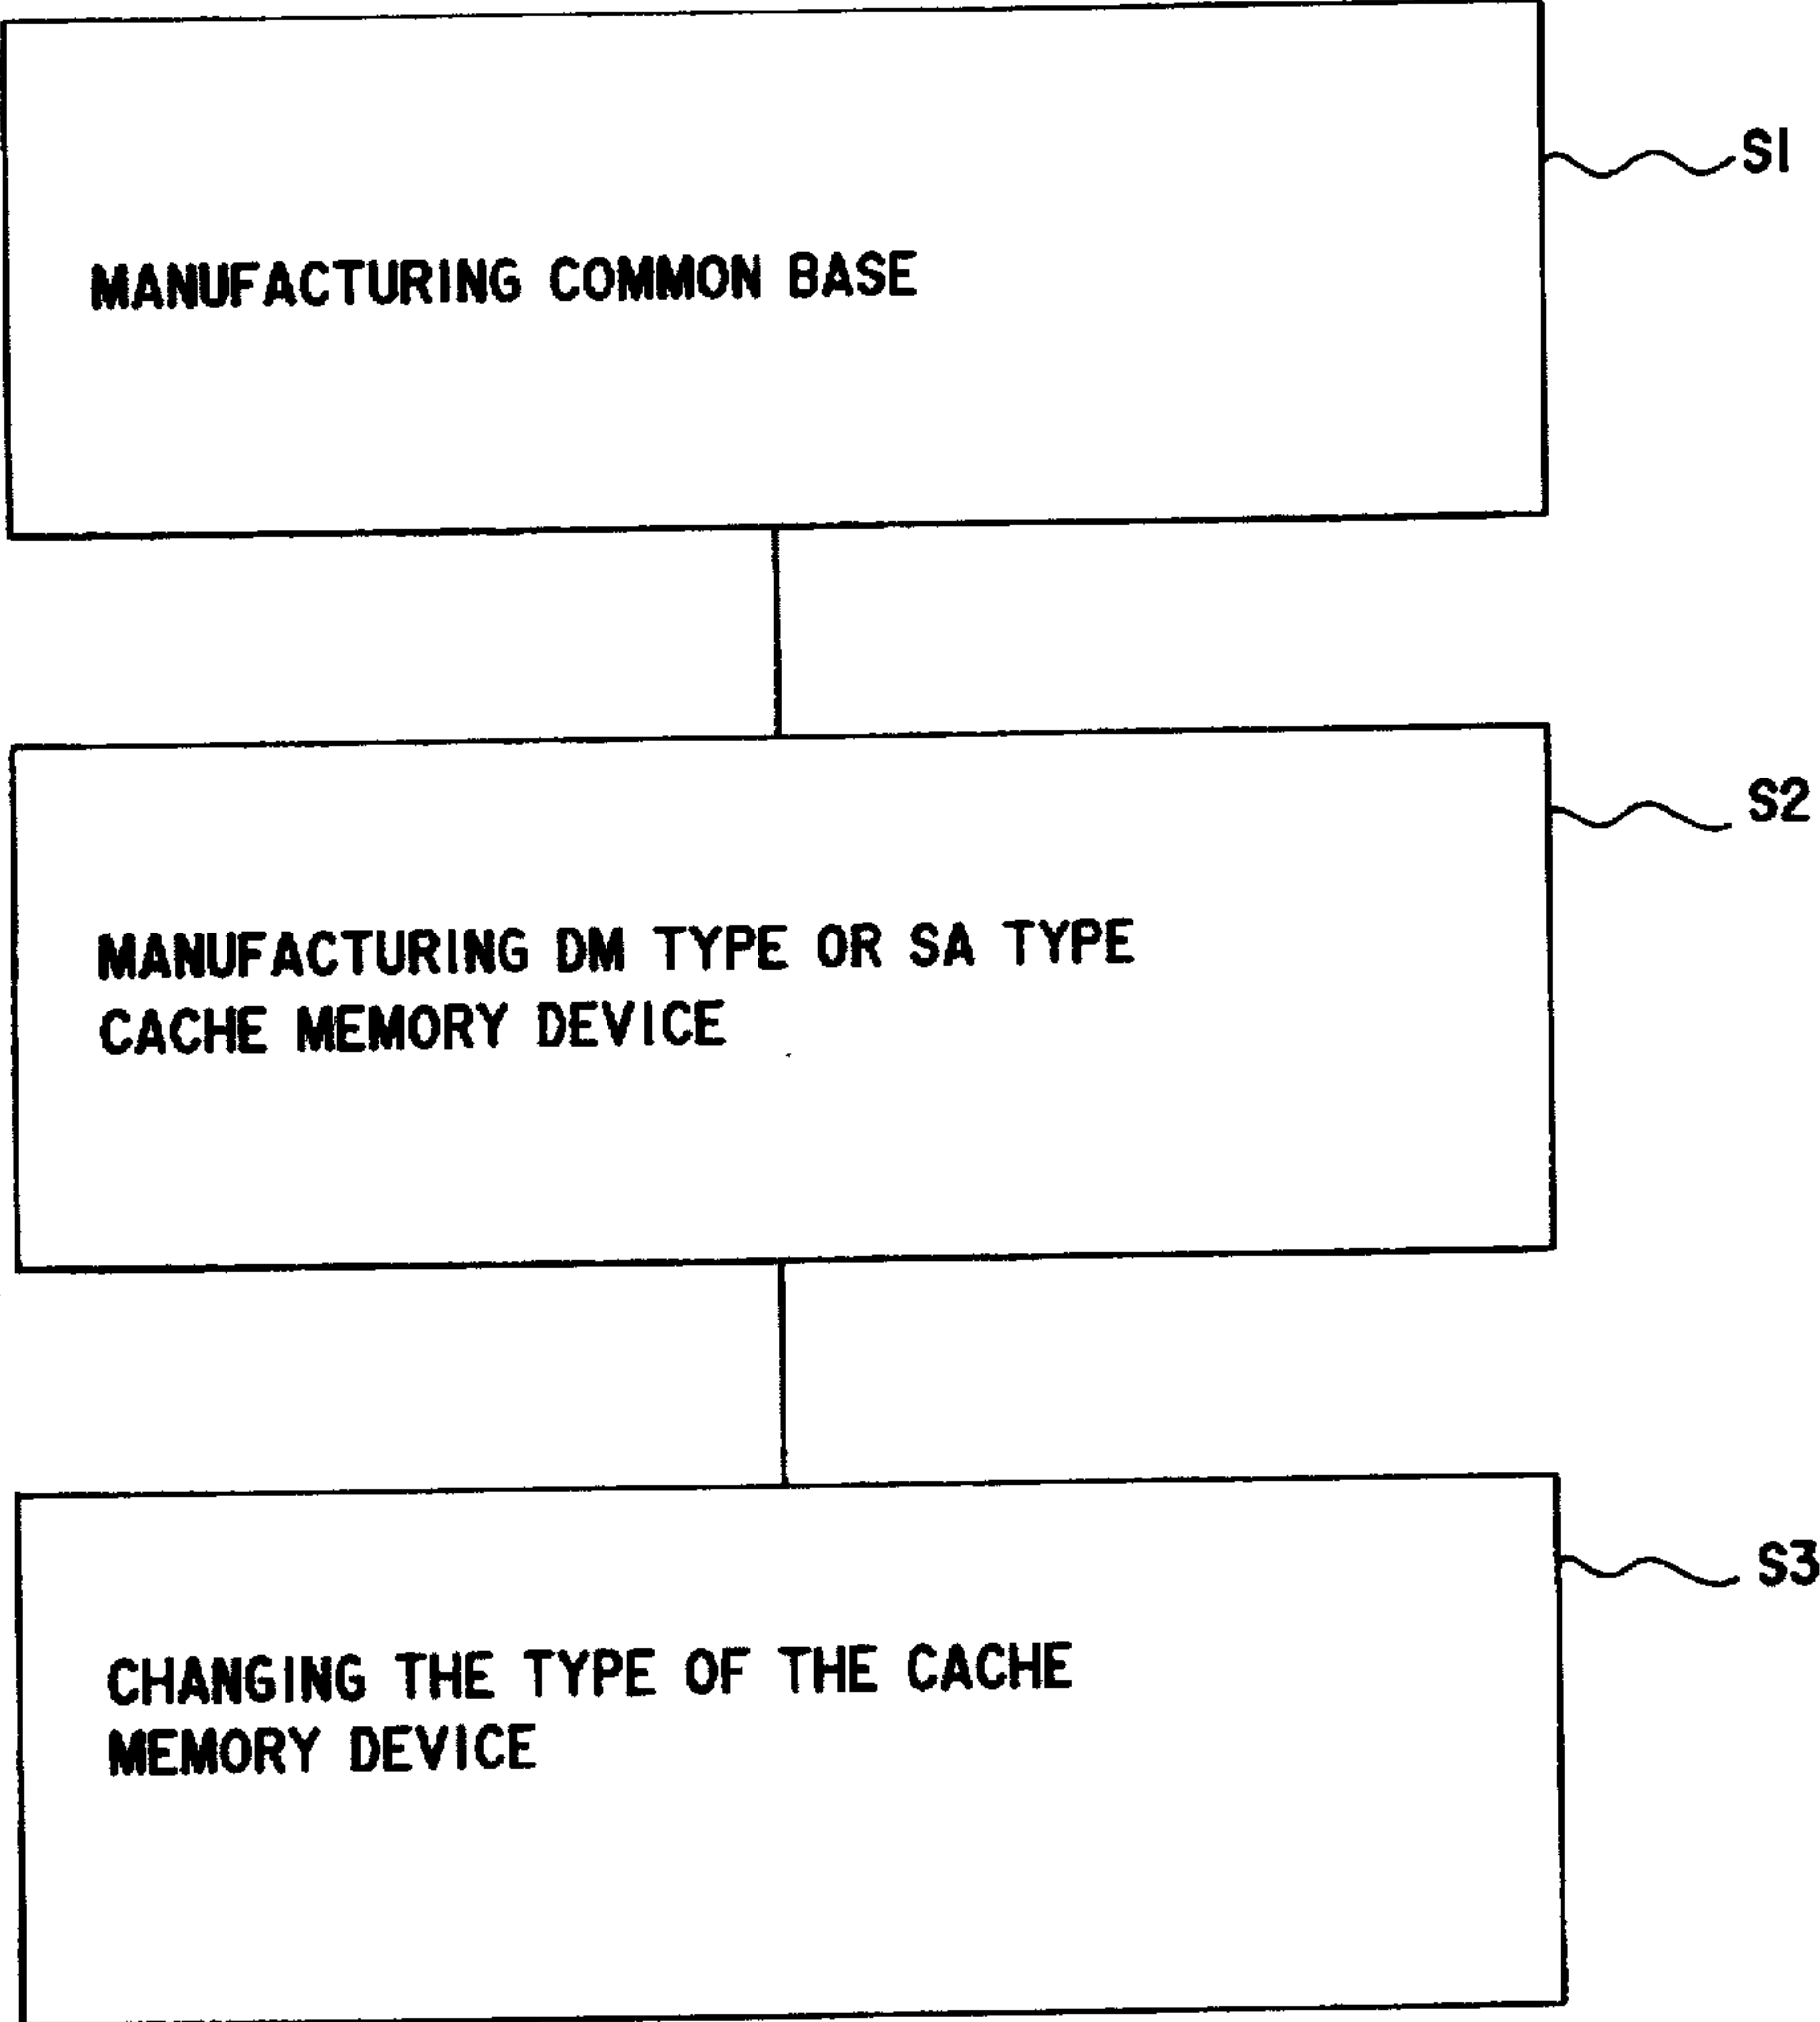 S1
MANUFACTURING COMMON BASE
S2
MANUFACTURING DM TYPE OR SA TYPE
CACHE MEMORY DEVICE
S3
CHANGING THE TYPE OF THE CACHE
MEMORY DEVICE